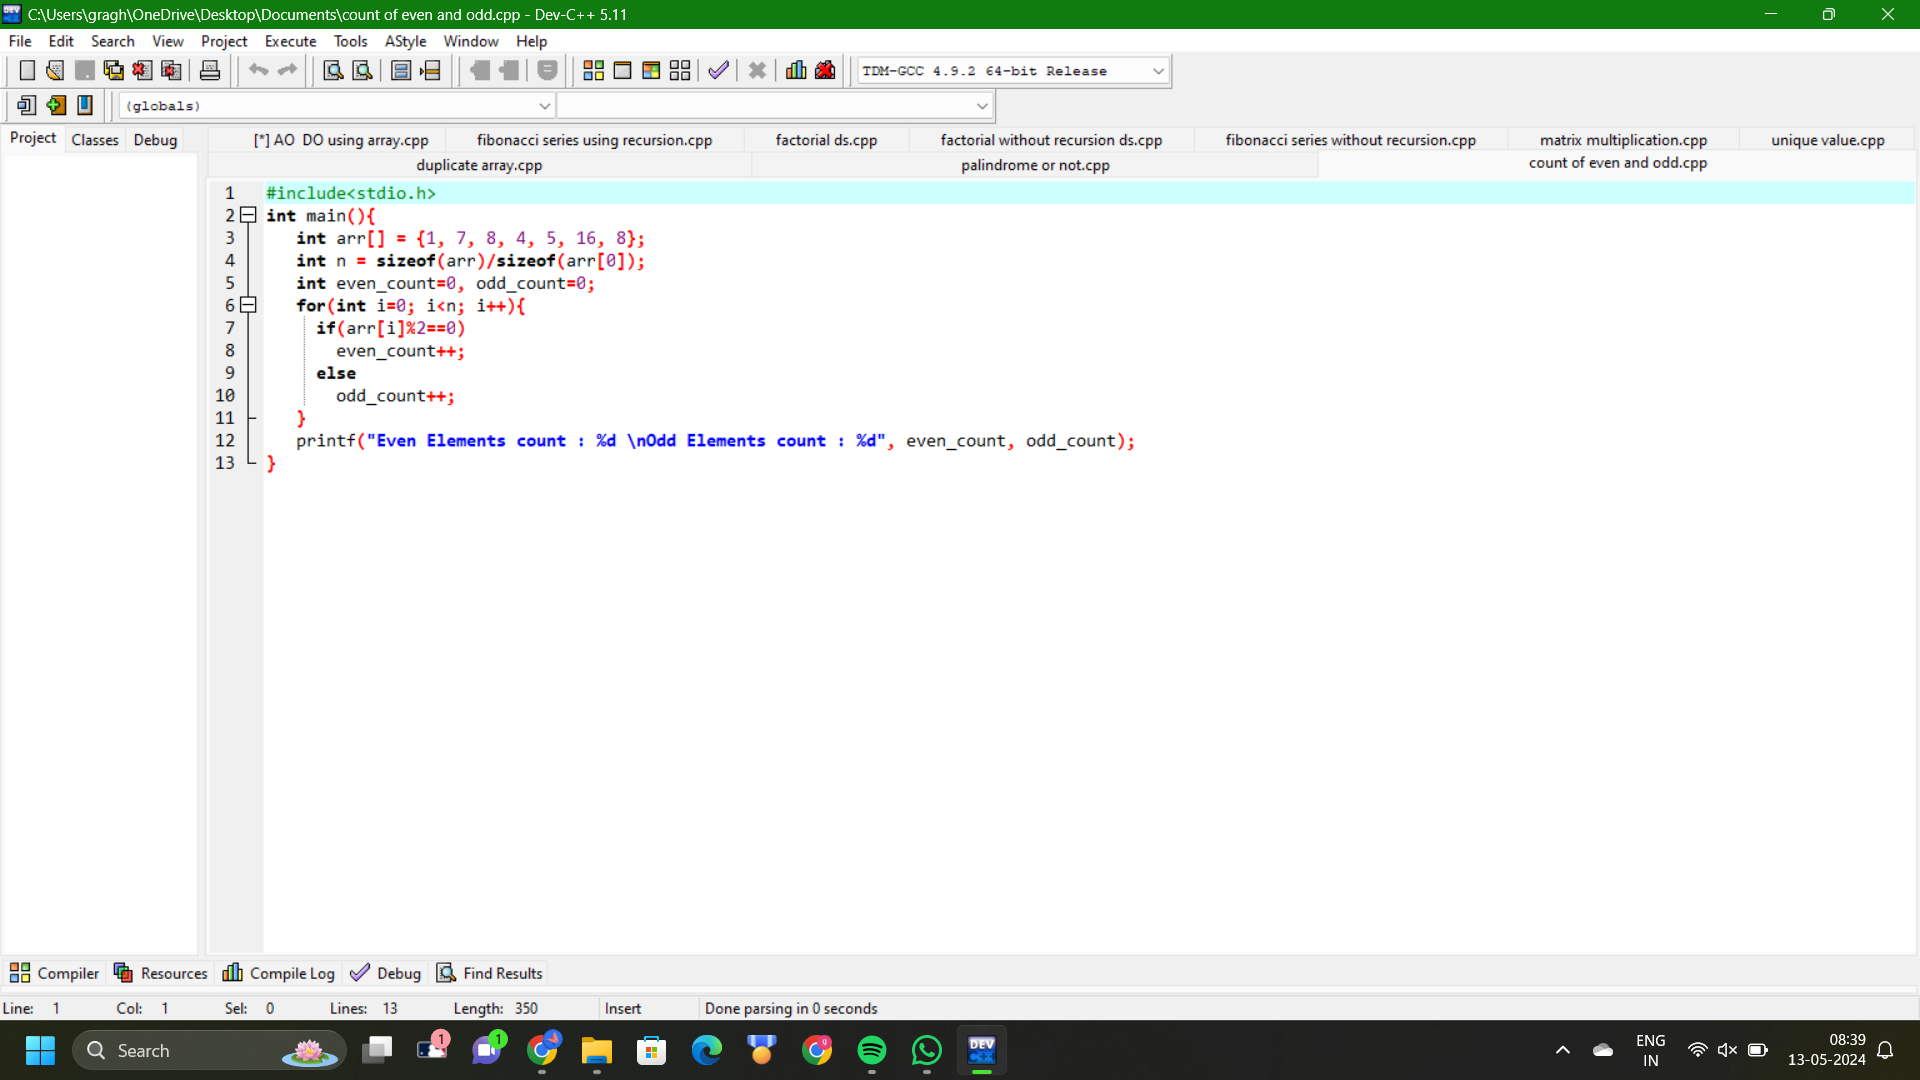 C:\Users\gragh\OneDrive\Desktop\Documents\count of even and odd.cpp - Dev-C++ 5.11
File Edit Search View Project Execute Tools AStyle Window Help
TDM-GCC 4.9.2 64-bit Release
(globals)
Project Classes Debug
[*] AO DO using array.cpp fibonacci series using recursion.cpp factorial ds.cpp factorial without recursion ds.cpp fibonacci series without recursion.cpp matrix multiplication.cpp unique value.cpp
duplicate array.cpp palindrome or not.cpp count of even and odd.cpp
1 #include<stdio.h>
2 int main(){
3 int arr[] = {1, 7, 8, 4, 5, 16, 8};
4 int n = sizeof(arr)/sizeof(arr[0]);
5 int even_count=0, odd_count=0;
6 for(int i=0; i<n; i++){
7 if(arr[i]%2==0)
8 even_count++;
9 else
10 odd_count++;
11 }
12 printf("Even Elements count : %d \nOdd Elements count : %d", even_count, odd_count);
13 }
Compiler Resources Compile Log Debug Find Results
Line: 1 Col: 1 Sel: 0 Lines: 13 Length: 350 Insert Done parsing in 0 seconds
Search
1
1
9
DEV C++
ENG
IN
08:39
13-05-2024